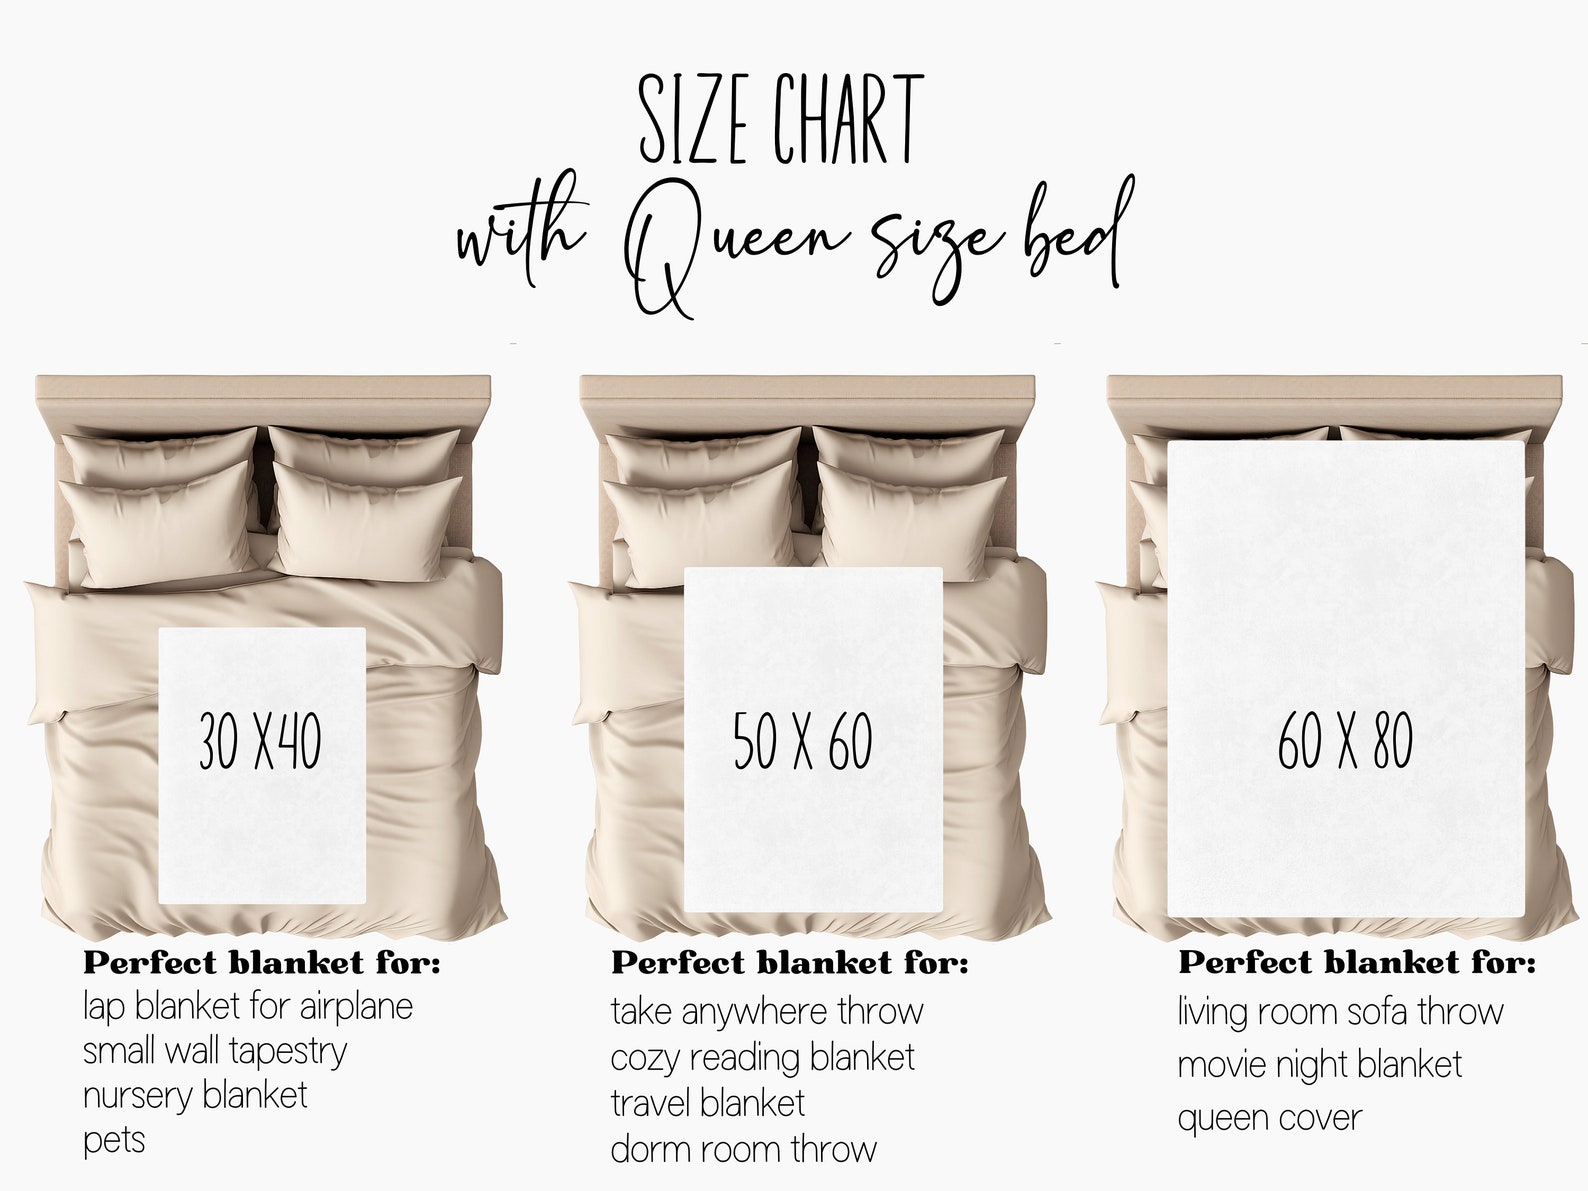 SIZE CHART
with Queen size bed
30 X40
50 X 60
60 X 80
Perfect blanket for:
lap blanket for airplane
small wall tapestry
nursery blanket
pets
Perfect blanket for:
take anywhere throw
cozy reading blanket
travel blanket
dorm room throw
Perfect blanket for:
living room sofa throw
movie night blanket
queen cover